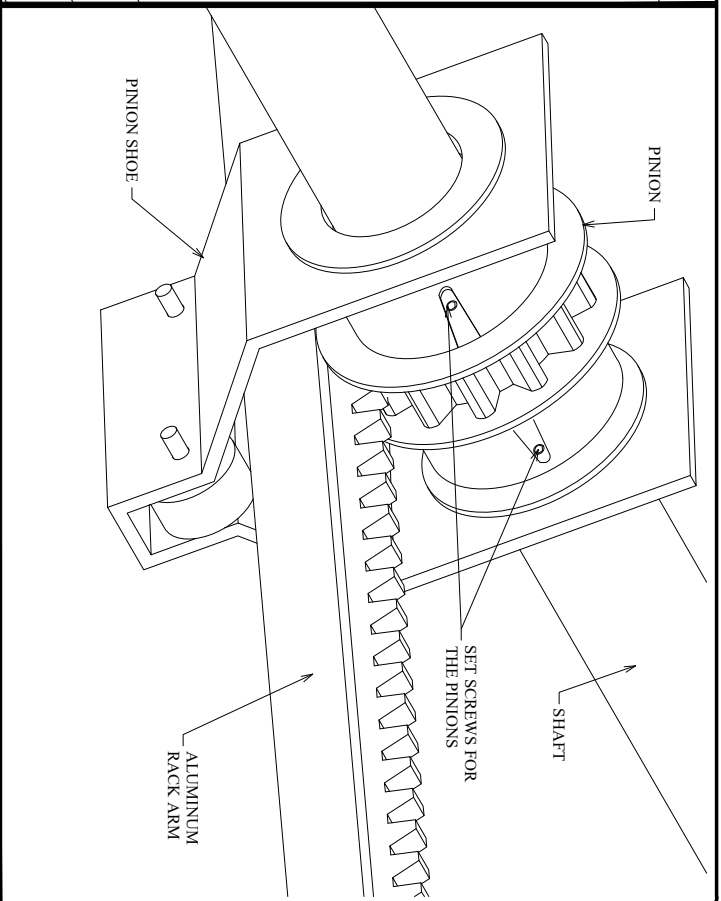 PINION SHOE
PINION
SET SCREWS FOR
THE PINIONS
SHAFT
ALUMINUM
RACK ARM